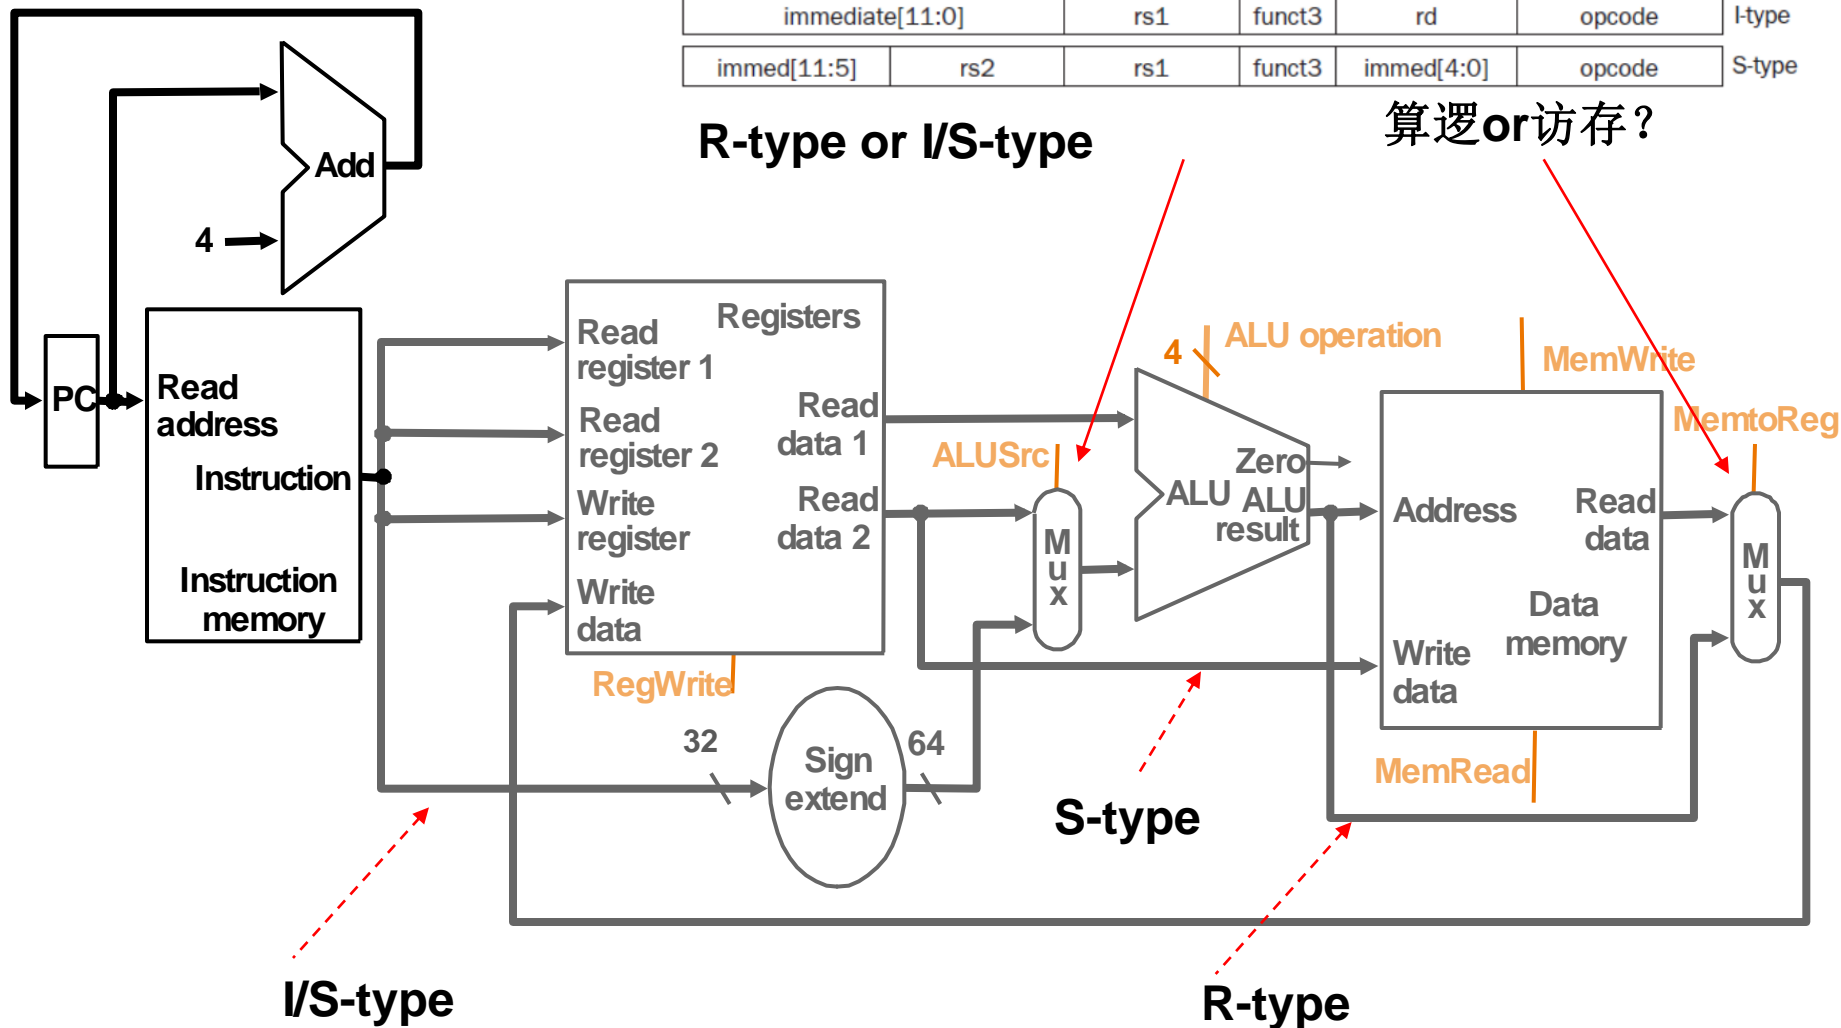 immediate[11:0] rs1 funct3 rd opcode I-type
immed[11:5] rs2 rs1 funct3 immed[4:0] opcode S-type
R-type or I/S-type
算逻or访存?
Add
4
PC
Read
address
Instruction
Instruction
memory
Registers
Read
register 1
Read
register 2
Write
register
Write
data
Read
data 1
Read
data 2
RegWrite
32
Sign
extend
64
ALUSrc
M
u
x
4
ALU operation
Zero
ALU
ALU
result
MemWrite
Address
Read
data
Write
data
Data
memory
MemRead
MemtoReg
M
u
x
S-type
I/S-type
R-type